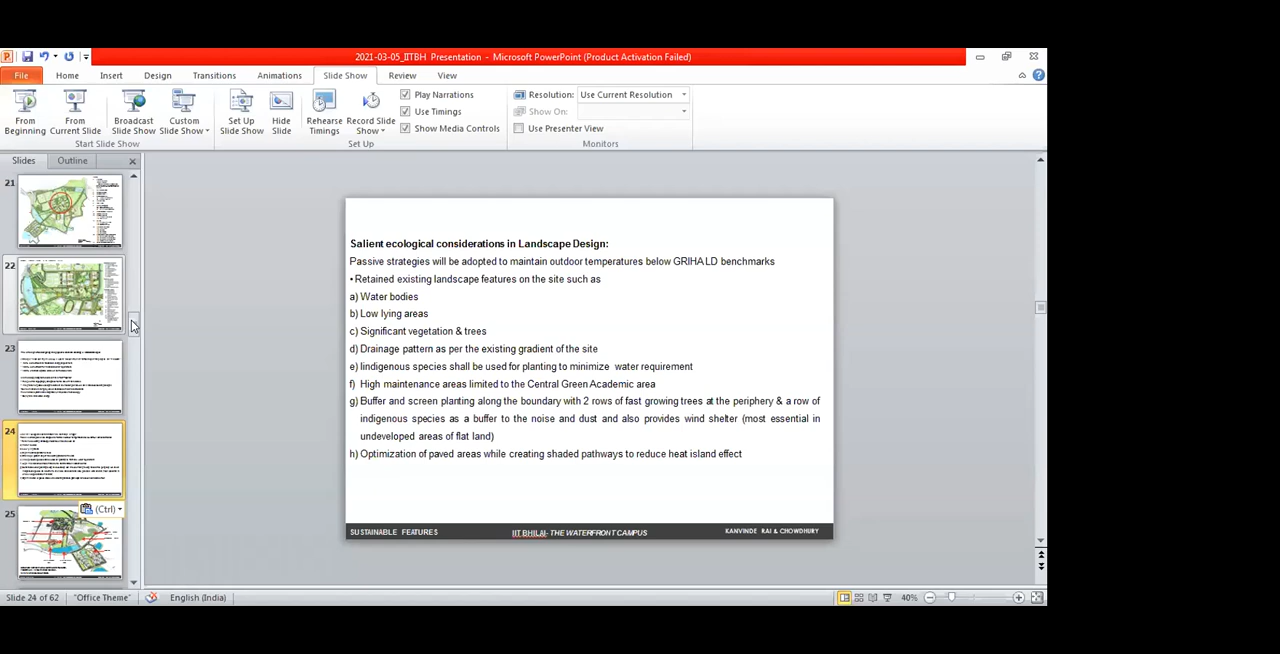 2021-03-05_IITBH Presentation - Microsoft PowerPoint (Product Activation Failed)
File Home Insert Design Transitions Animations Slide Show Review View
From Beginning
From Current Slide
Broadcast Slide Show
Custom Slide Show
Set Up Slide Show
Hide Slide
Rehearse Timings
Record Slide Show
Play Narrations
Use Timings
Show Media Controls
Resolution: Use Current Resolution
Show On:
Use Presenter View
Start Slide Show
Set Up
Monitors
Slides Outline
21
22
23
24
(Ctrl)
25
Salient ecological considerations in Landscape Design:
Passive strategies will be adopted to maintain outdoor temperatures below GRIHA LD benchmarks
• Retained existing landscape features on the site such as
a) Water bodies
b) Low lying areas
c) Significant vegetation & trees
d) Drainage pattern as per the existing gradient of the site
e) Iindigenous species shall be used for planting to minimize water requirement
f) High maintenance areas limited to the Central Green Academic area
g) Buffer and screen planting along the boundary with 2 rows of fast growing trees at the periphery & a row of
indigenous species as a buffer to the noise and dust and also provides wind shelter (most essential in
undeveloped areas of flat land)
h) Optimization of paved areas while creating shaded pathways to reduce heat island effect
SUSTAINABLE FEATURES IIT BHILAI- THE WATERFRONT CAMPUS KANVINDE RAI & CHOWDHURY
Slide 24 of 62 "Office Theme" English (India) 40%